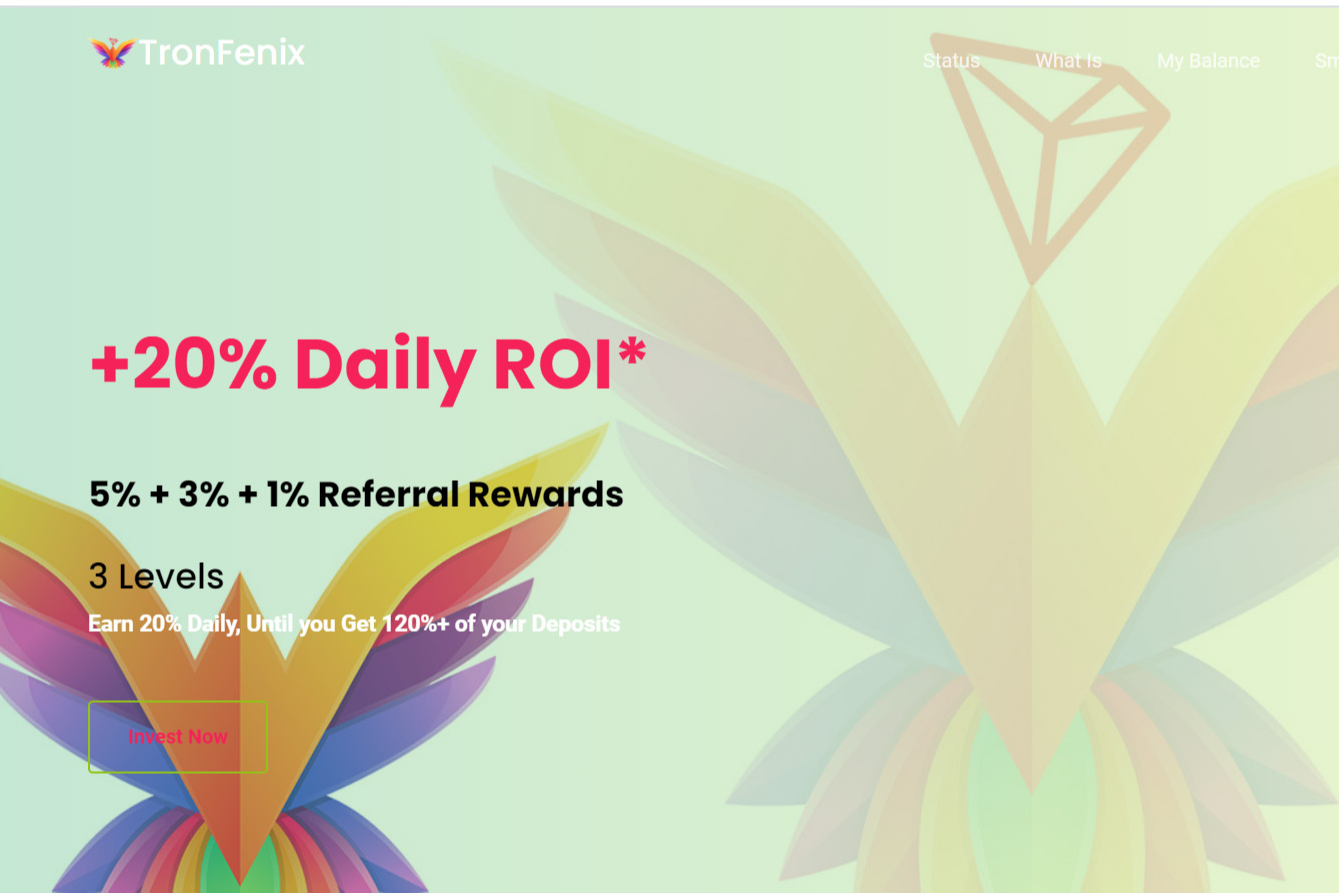 TronFenix
Status What Is My Balance
+20% Daily ROI*
5% + 3% + 1% Referral Rewards
3 Levels
Earn 20% Daily, Until you Get 120%+ of your Deposits
Invest Now